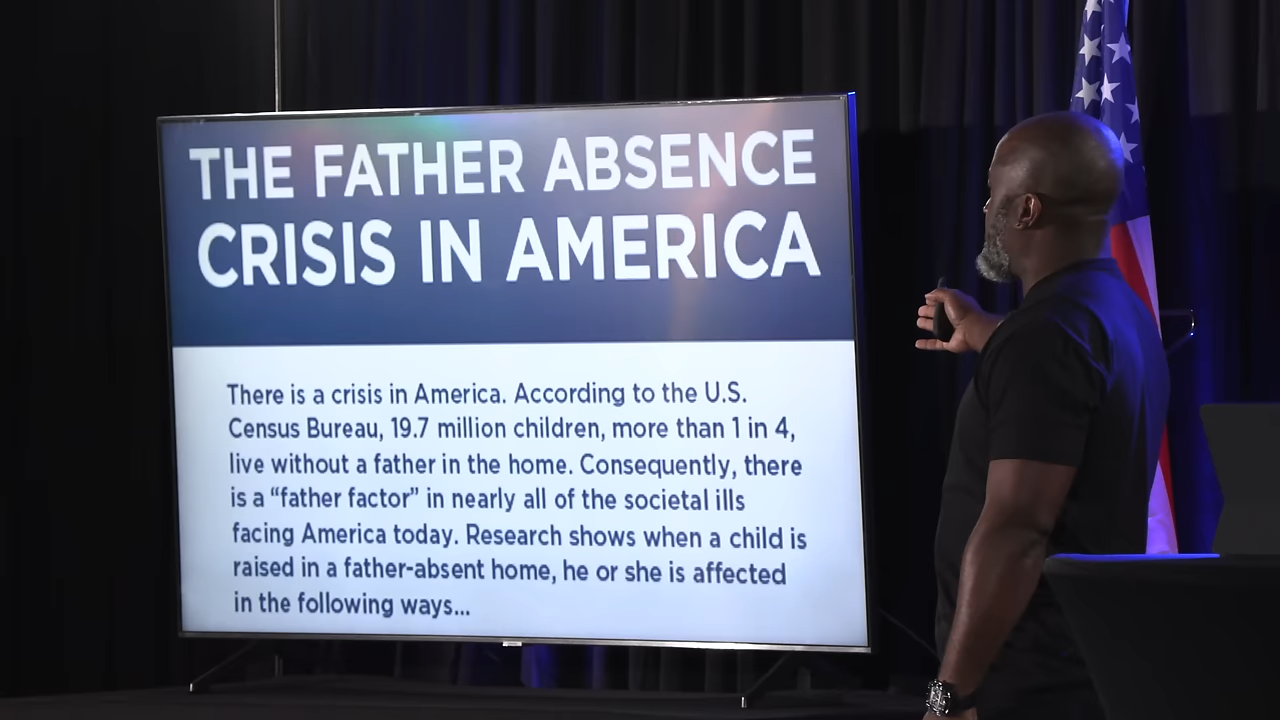 THE FATHER ABSENCE
CRISIS IN AMERICA
There is a crisis in America. According to the U.S.
Census Bureau, 19.7 million children, more than 1 in 4,
live without a father in the home. Consequently, there
is a “father factor” in nearly all of the societal ills
facing America today. Research shows when a child is
raised in a father-absent home, he or she is affected
in the following ways...